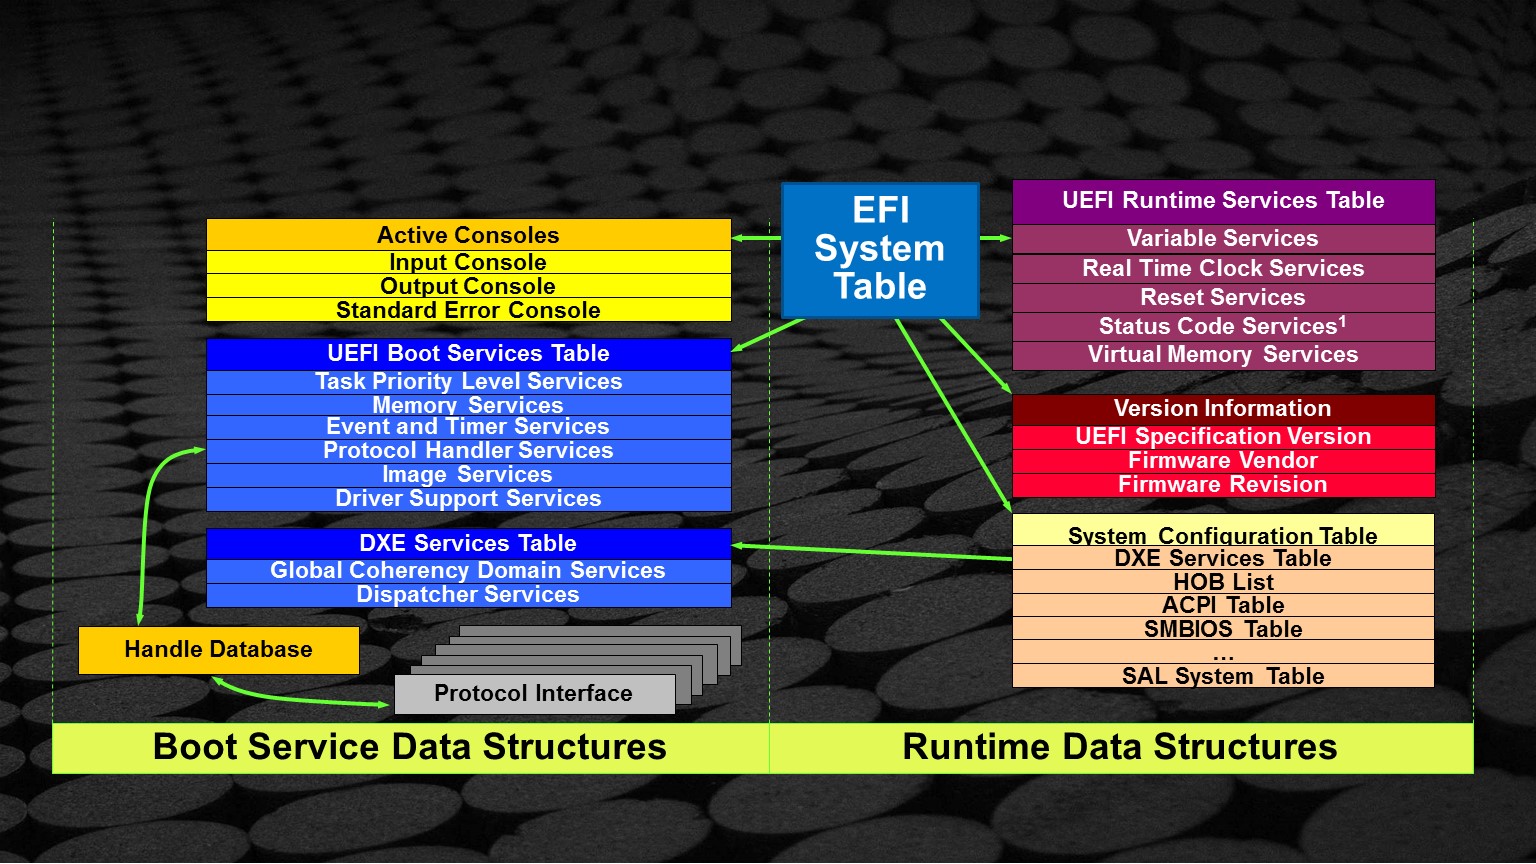 EFI
System
Table
Active Consoles
Input Console
Output Console
Standard Error Console
UEFI Boot Services Table
Task Priority Level Services
Memory Services
Event and Timer Services
Protocol Handler Services
Image Services
Driver Support Services
DXE Services Table
Global Coherency Domain Services
Dispatcher Services
Handle Database
Protocol Interface
UEFI Runtime Services Table
Variable Services
Real Time Clock Services
Reset Services
Status Code Services¹
Virtual Memory Services
Version Information
UEFI Specification Version
Firmware Vendor
Firmware Revision
System Configuration Table
DXE Services Table
HOB List
ACPI Table
SMBIOS Table
…
SAL System Table
Boot Service Data Structures
Runtime Data Structures